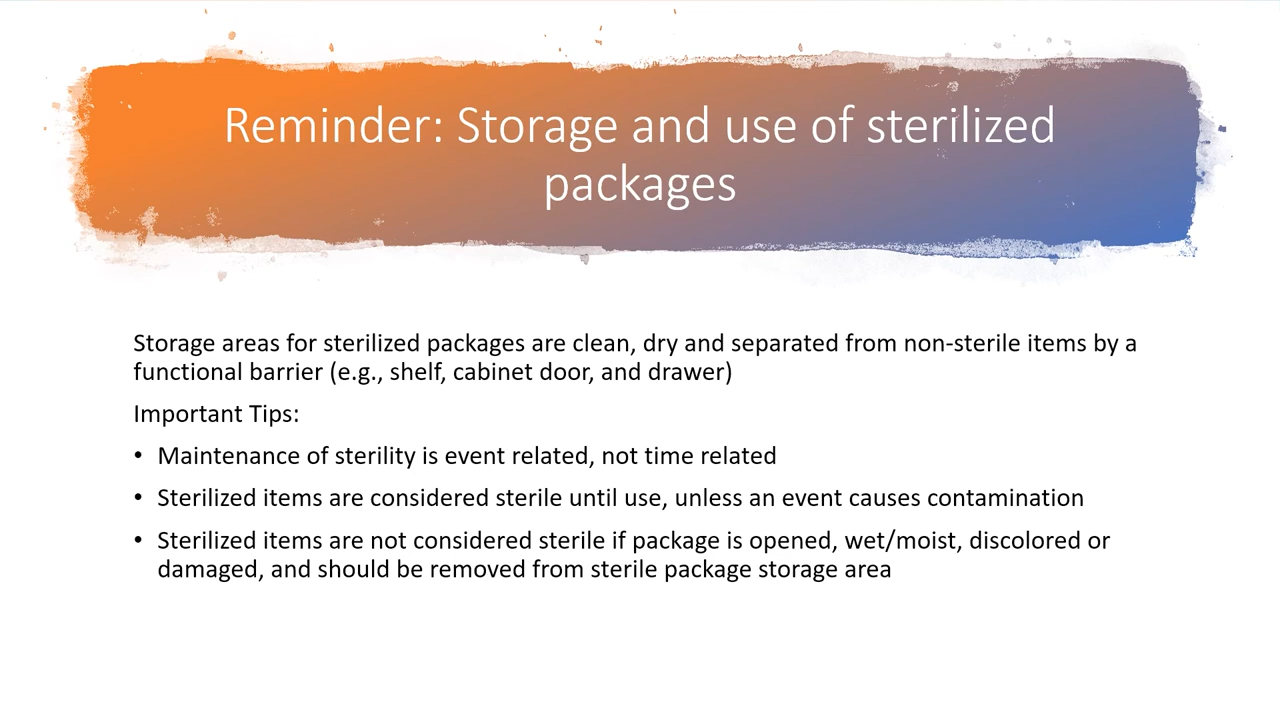 Reminder: Storage and use of sterilized
packages
Storage areas for sterilized packages are clean, dry and separated from non-sterile items by a
functional barrier (e.g., shelf, cabinet door, and drawer)
Important Tips:
• Maintenance of sterility is event related, not time related
• Sterilized items are considered sterile until use, unless an event causes contamination
• Sterilized items are not considered sterile if package is opened, wet/moist, discolored or
damaged, and should be removed from sterile package storage area